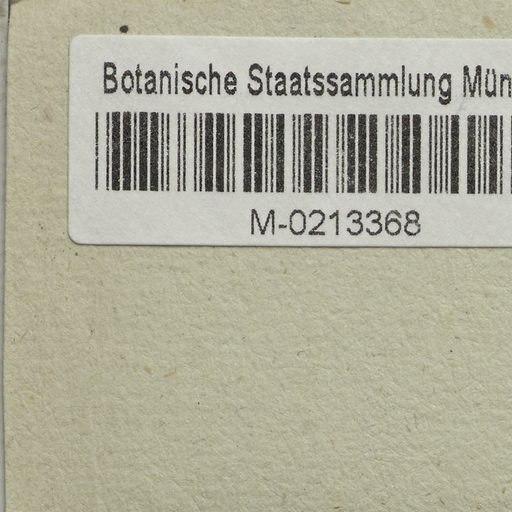 Botanische Staatssammlung Mün
M-0213368